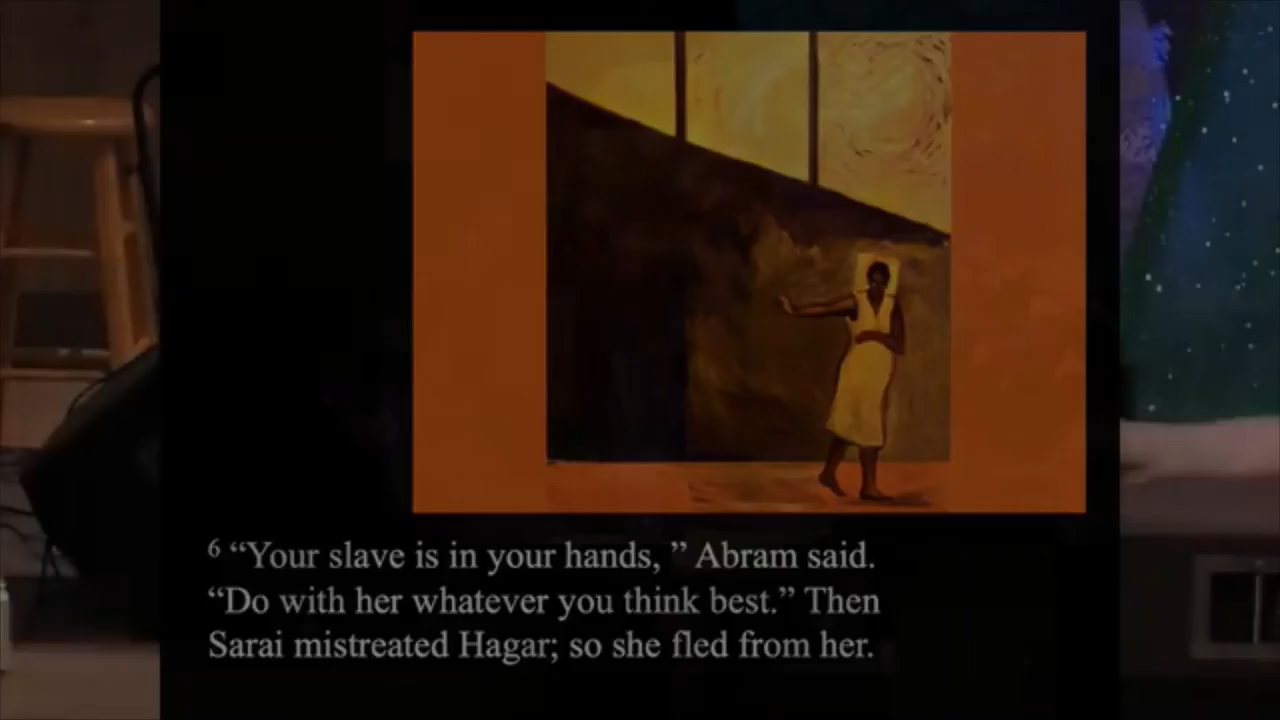 6 “Your slave is in your hands, ” Abram said.
“Do with her whatever you think best.” Then
Sarai mistreated Hagar; so she fled from her.